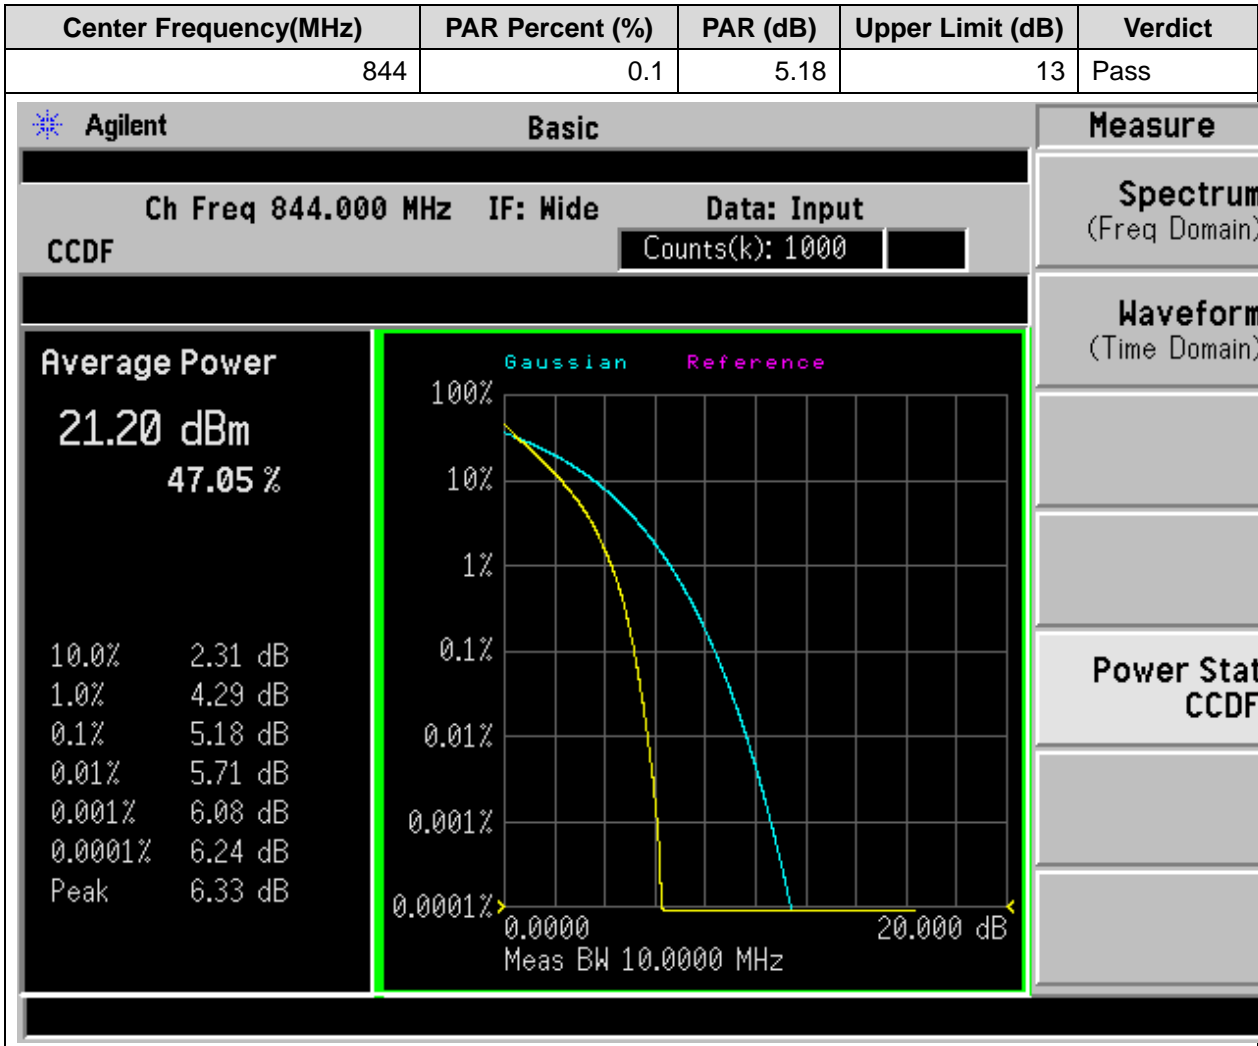 Center Frequency(MHz) PAR Percent (%) PAR (dB) Upper Limit (dB) Verdict
844 0.1 5.18 13 Pass
Agilent Basic Measure
Ch Freq 844.000 MHz IF: Wide Data: Input
CCDF Counts(k): 1000
Average Power
21.20 dBm
47.05 %
10.0% 2.31 dB
1.0% 4.29 dB
0.1% 5.18 dB
0.01% 5.71 dB
0.001% 6.08 dB
0.0001% 6.24 dB
Peak 6.33 dB
Gaussian Reference
100%
10%
1%
0.1%
0.01%
0.001%
0.0001%
0.0000 20.000 dB
Meas BW 10.0000 MHz
Spectrum
(Freq Domain)
Waveform
(Time Domain)
Power Stat
CCDF